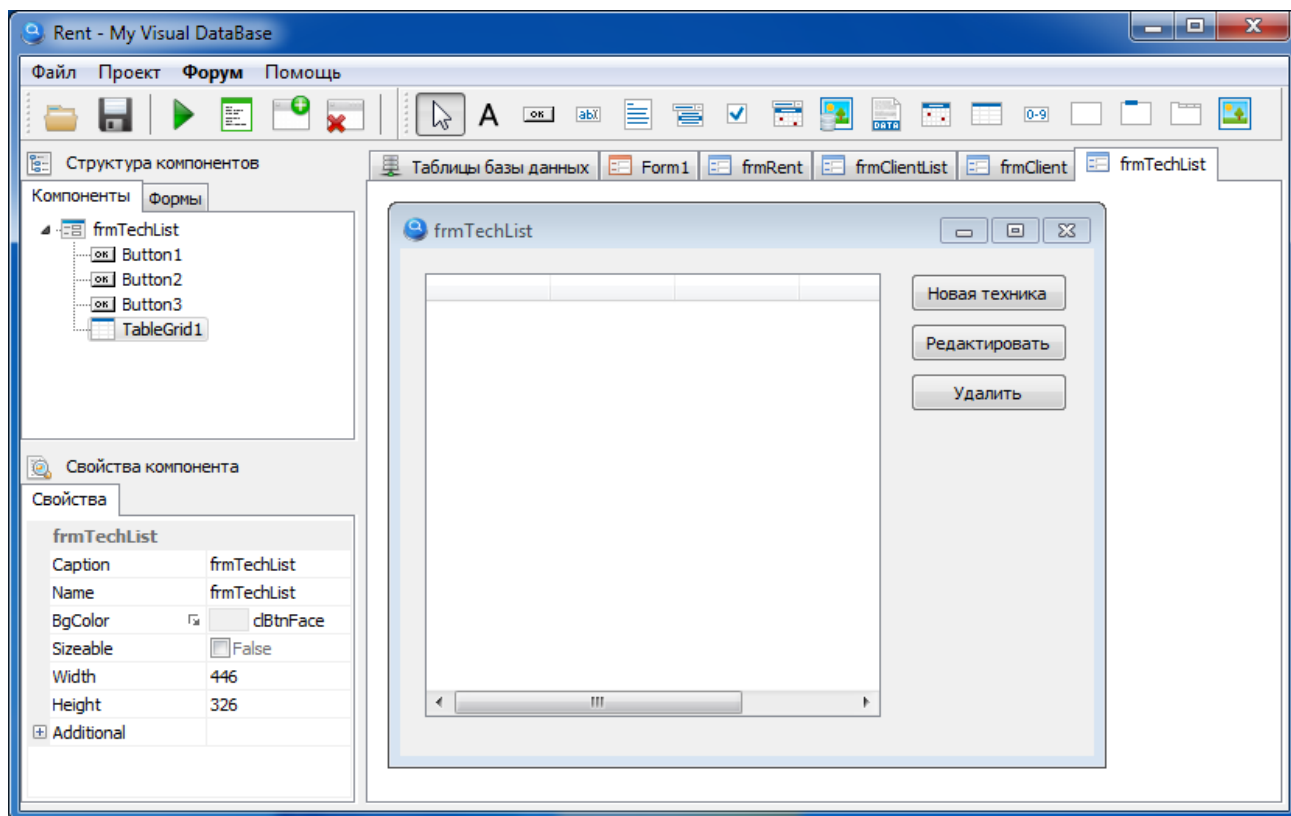 Rent - My Visual DataBase
Файл Проект Форум Помощь
A OK abI DATA 0-9
Структура компонентов
Таблицы базы данных Form1 frmRent frmClientList frmClient frmTechList
Компоненты Формы
frmTechList
OK Button1
OK Button2
OK Button3
TableGrid1
frmTechList
Новая техника
Редактировать
Удалить
Свойства компонента
Свойства
frmTechList
Caption frmTechList
Name frmTechList
BgColor clBtnFace
Sizeable False
Width 446
Height 326
Additional